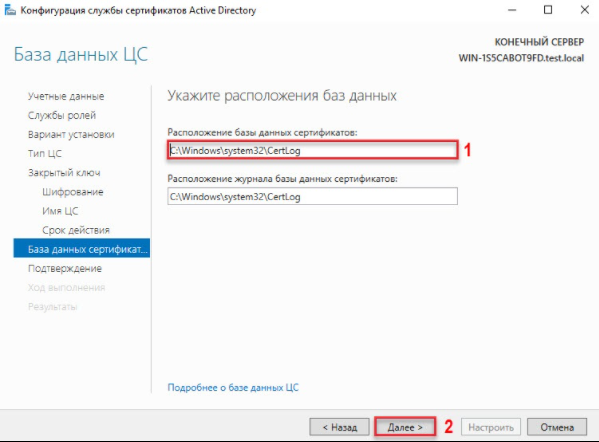 Конфигурация службы сертификатов Active Directory
База данных ЦС
КОНЕЧНЫЙ СЕРВЕР
WIN-1S5CABOT9FD.test.local
Учетные данные
Службы ролей
Вариант установки
Тип ЦС
Закрытый ключ
Шифрование
Имя ЦС
Срок действия
База данных сертификат...
Подтверждение
Ход выполнения
Результаты
Укажите расположения баз данных
Расположение базы данных сертификатов:
C:\Windows\system32\CertLog
1
Расположение журнала базы данных сертификатов:
C:\Windows\system32\CertLog
Подробнее о базе данных ЦС
< Назад
Далее >
2
Настроить
Отмена